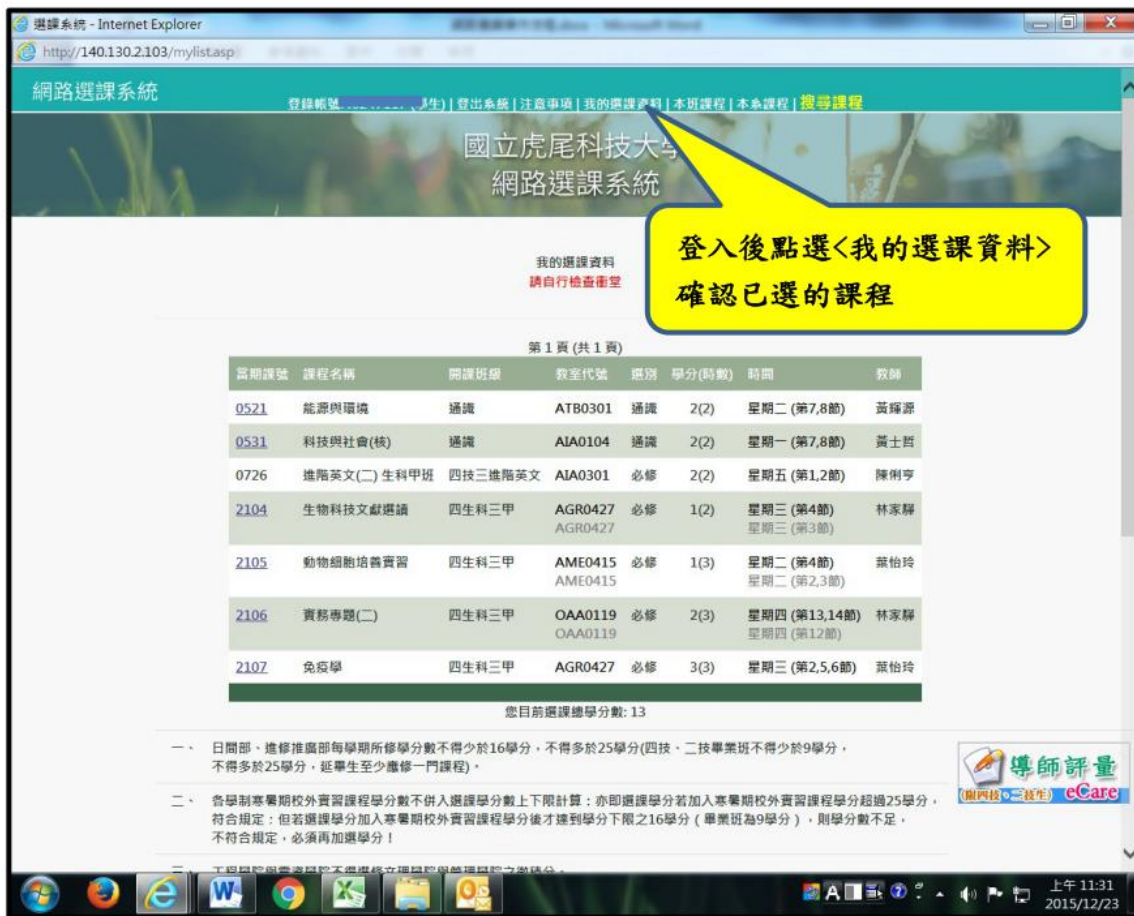 選課系統 - Internet Explorer
http://140.130.2.103/mylist.asp
網路選課系統
登錄帳號 生) | 登出系統 | 注意事項 | 我的選課資料 | 本班課程 | 本系課程 | 搜尋課程
國立虎尾科技大學
網路選課系統
登入後點選<我的選課資料>
確認已選的課程
我的選課資料
請自行檢查衝堂
第 1 頁 (共 1 頁)
當期課號 課程名稱 開課班級 教室代號 選別 學分(時數) 時間 教師
0521 能源與環境 通識 ATB0301 通識 2(2) 星期二 (第7,8節) 黃輝源
0531 科技與社會(核) 通識 AIA0104 通識 2(2) 星期一 (第7,8節) 黃士哲
0726 進階英文(二) 生科甲班 四技三進階英文 AIA0301 必修 2(2) 星期五 (第1,2節) 陳俐亨
2104 生物科技文獻選讀 四生科三甲 AGR0427 必修 1(2) 星期三 (第4節) 林家驊
AGR0427 星期三 (第3節)
2105 動物細胞培養實習 四生科三甲 AME0415 必修 1(3) 星期二 (第4節) 葉怡玲
AME0415 星期二 (第2,3節)
2106 實務專題(二) 四生科三甲 OAA0119 必修 2(3) 星期四 (第13,14節) 林家驊
OAA0119 星期四 (第12節)
2107 免疫學 四生科三甲 AGR0427 必修 3(3) 星期三 (第2,5,6節) 葉怡玲
您目前選課總學分數: 13
一、 日間部、進修推廣部每學期所修學分數不得少於16學分，不得多於25學分(四技、二技畢業班不得少於9學分，
不得多於25學分，延畢生至少應修一門課程)。
二、 各學制寒暑期校外實習課程學分數不併入選課學分數上下限計算：亦即選課學分若加入寒暑期校外實習課程學分超過25學分，
符合規定；但若選課學分加入寒暑期校外實習課程學分後才達到學分下限之16學分（畢業班為9學分），則學分數不足，
不符合規定，必須再加選學分！
導師評量
(限四技、二技生) eCare
上午 11:31
2015/12/23